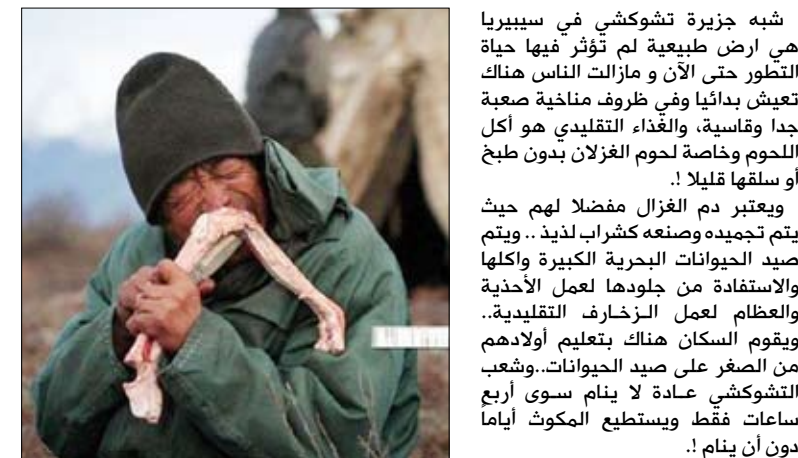 شبه جزيرة تشوكشي في سيبيريا
هي ارض طبيعية لم تؤثر فيها حياة
التطور حتى الآن و مازالت الناس هناك
تعيش بدائيا وفي ظروف مناخية صعبة
جدا وقاسية، والغذاء التقليدي هو أكل
اللحوم وخاصة لحوم الغزلان بدون طبخ
أو سلقها قليلا !.
ويعتبر دم الغزال مفضلا لهم حيث
يتم تجميده وصنعه كشراب لذيذ .. ويتم
صيد الحيوانات البحرية الكبيرة واكلها
والاستفادة من جلودها لعمل الأحذية
والعظام لعمل الـزخـارف التقليدية..
ويقوم السكان هناك بتعليم أولادهم
من الصغر على صيد الحيوانات..وشعب
التشوكشي عـادة لا ينام سـوى أربع
ساعات فقط ويستطيع المكوث أياماً
دون أن ينام !.